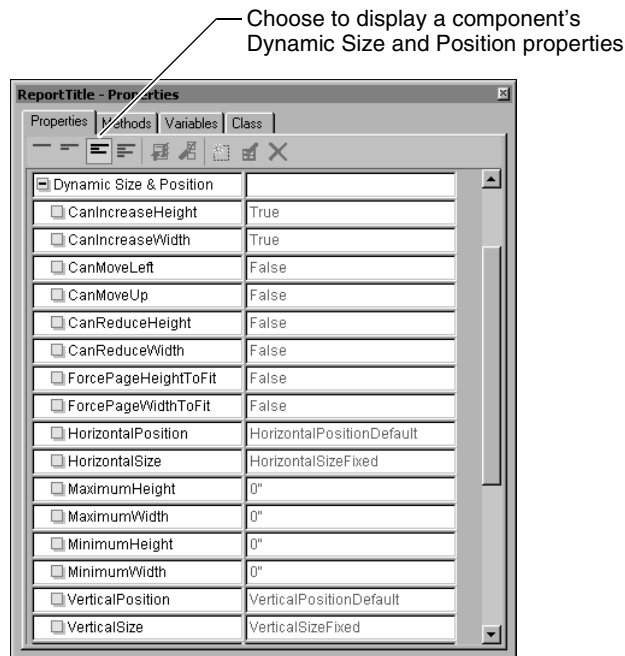 Choose to display a component's
Dynamic Size and Position properties
ReportTitle - Properties
Properties Methods Variables Class
Dynamic Size & Position
CanIncreaseHeight True
CanIncreaseWidth True
CanMoveLeft False
CanMoveUp False
CanReduceHeight False
CanReduceWidth False
ForcePageHeightToFit False
ForcePageWidthToFit False
HorizontalPosition HorizontalPositionDefault
HorizontalSize HorizontalSizeFixed
MaximumHeight 0"
MaximumWidth 0"
MinimumHeight 0"
MinimumWidth 0"
VerticalPosition VerticalPositionDefault
VerticalSize VerticalSizeFixed